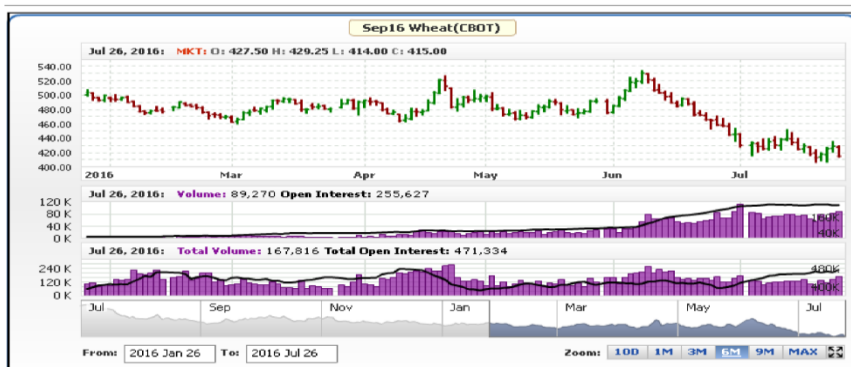 Sep16 Wheat(CBOT)
Jul 26, 2016: MKT: O: 427.50 H: 429.25 L: 414.00 C: 415.00
540.00
520.00
500.00
480.00
460.00
440.00
420.00
400.00
2016 Mar Apr May Jun Jul
Jul 26, 2016: Volume: 89,270 Open Interest: 255,627
120 K
80 K
40 K
0 K
180K
40K
Jul 26, 2016: Total Volume: 167,816 Total Open Interest: 471,334
240 K
120 K
0 K
480K
400K
Jul Sep Nov Jan Mar May Jul
From: 2016 Jan 26 To: 2016 Jul 26 Zoom: 10D 1M 3M 6M 9M MAX